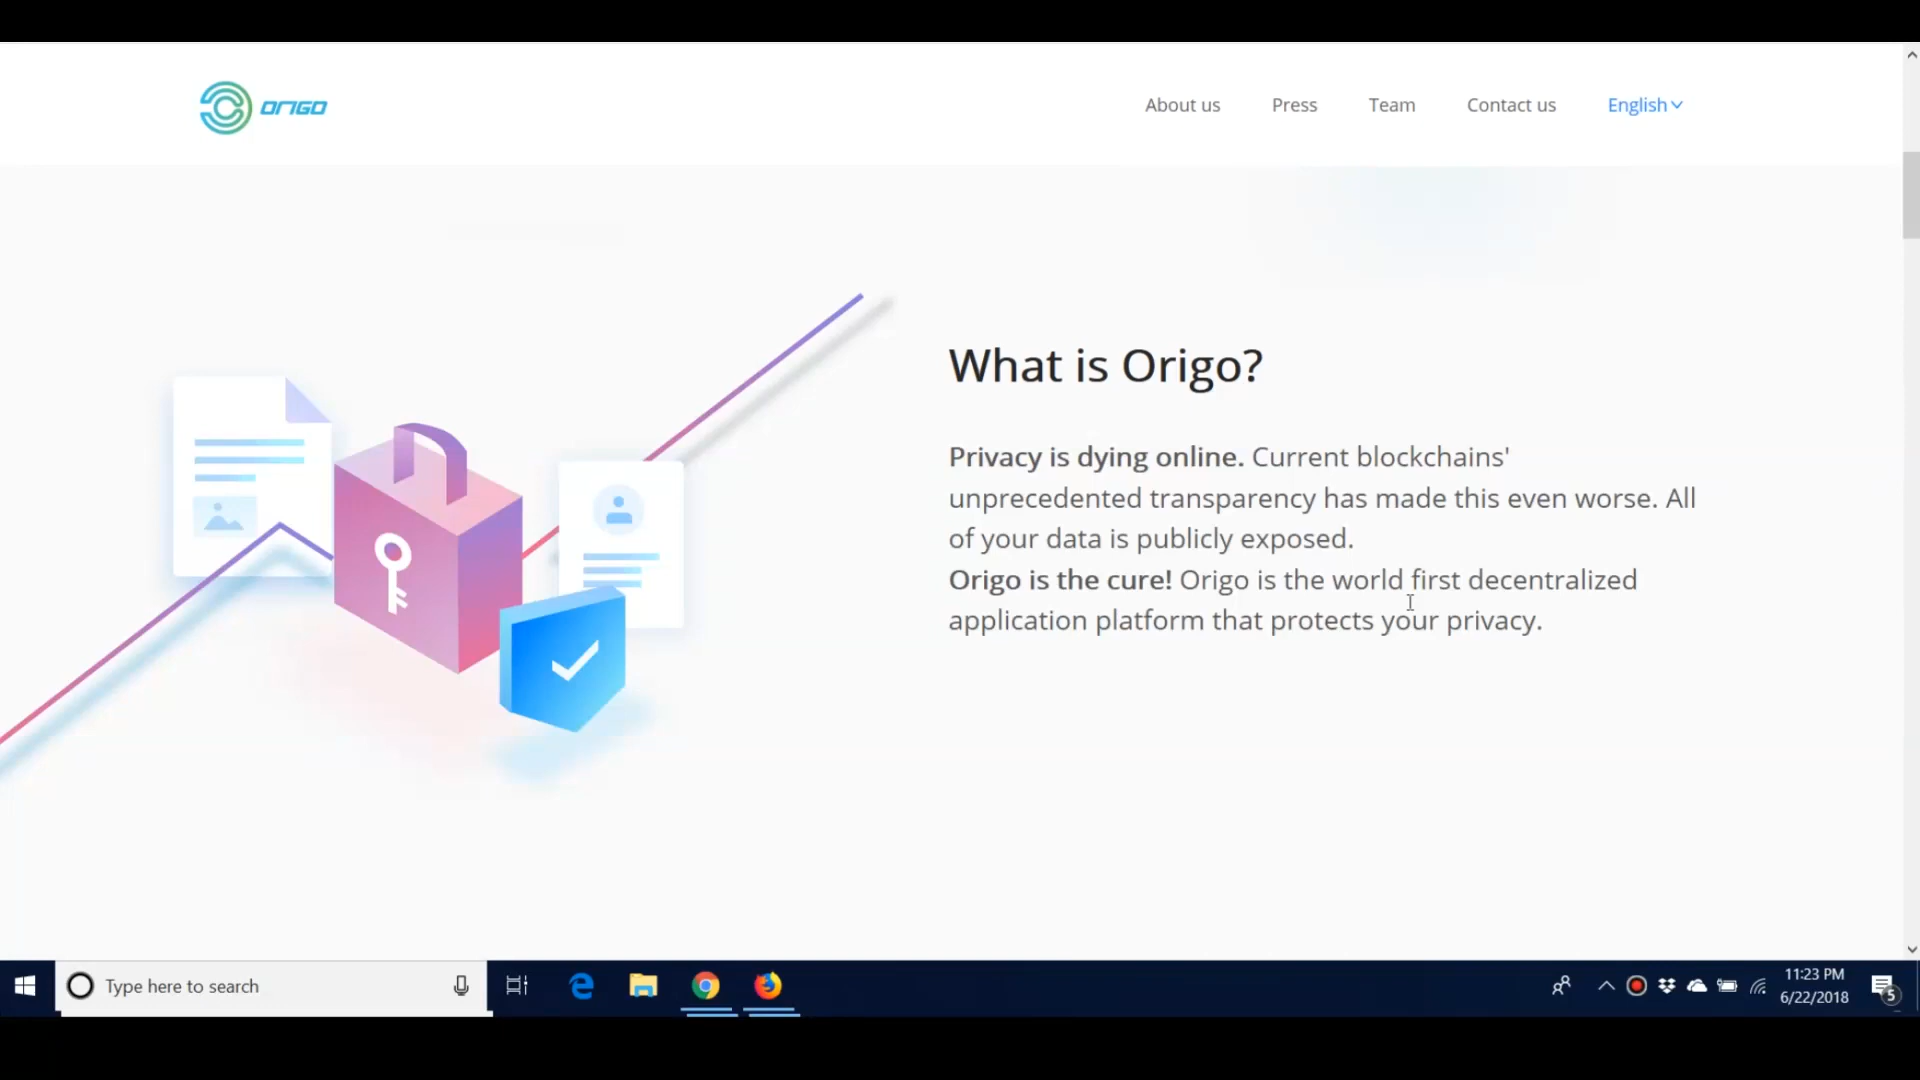 ORIGO
About us
Press
Team
Contact us
English
What is Origo?
Privacy is dying online. Current blockchains'
unprecedented transparency has made this even worse. All
of your data is publicly exposed.
Origo is the cure! Origo is the world first decentralized
application platform that protects your privacy.
Type here to search
11:23 PM
6/22/2018
5